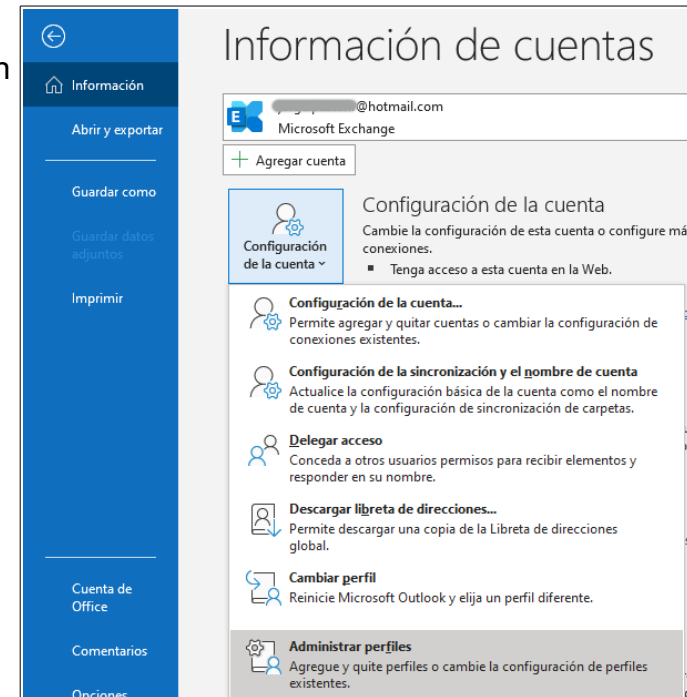 n
Información de cuentas
Información
@hotmail.com
Microsoft Exchange
Abrir y exportar
Agregar cuenta
Guardar como
Configuración de la cuenta
Cambie la configuración de esta cuenta o configure má
conexiones.
Tenga acceso a esta cuenta en la Web.
Configuración
de la cuenta
Guardar datos
adjuntos
Imprimir
Configuración de la cuenta...
Permite agregar y quitar cuentas o cambiar la configuración de
conexiones existentes.
Configuración de la sincronización y el nombre de cuenta
Actualice la configuración básica de la cuenta como el nombre
de cuenta y la configuración de sincronización de carpetas.
Delegar acceso
Conceda a otros usuarios permisos para recibir elementos y
responder en su nombre.
Descargar libreta de direcciones...
Permite descargar una copia de la Libreta de direcciones
global.
Cambiar perfil
Reinicie Microsoft Outlook y elija un perfil diferente.
Administrar perfiles
Agregue y quite perfiles o cambie la configuración de perfiles
existentes.
Cuenta de
Office
Comentarios
Opciones